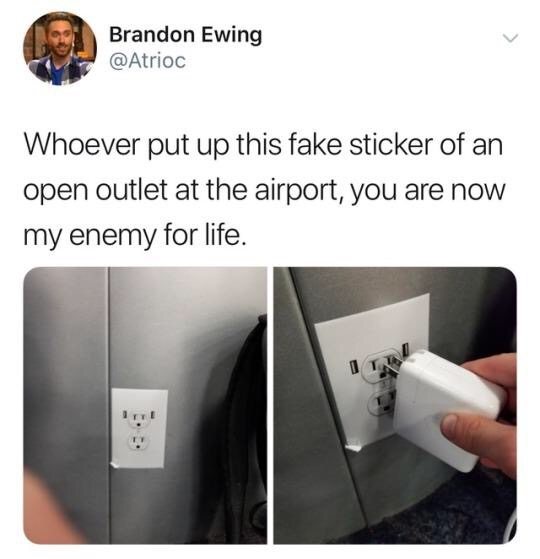 Brandon Ewing
@Atrioc
Whoever put up this fake sticker of an
open outlet at the airport, you are now
my enemy for life.